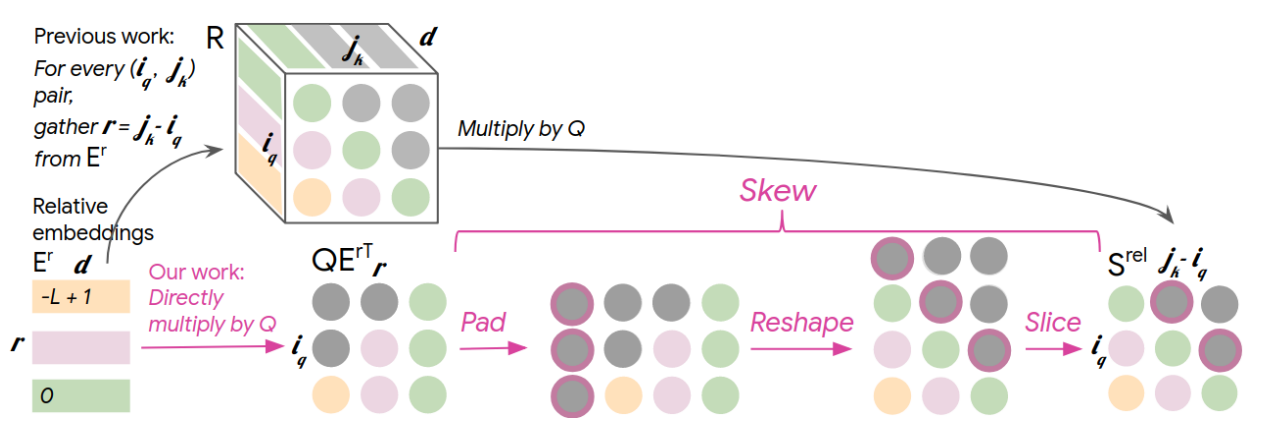 Previous work:
For every (i_q, j_k)
pair,
gather r = j_k - i_q
from E^r
R
j_k
d
i_q
Multiply by Q
Relative
embeddings
E^r d
-L + 1
r
0
Our work:
Directly
multiply by Q
QE^rT r
i_q
Skew
Pad
Reshape
Slice
S^rel j_k - i_q
i_q